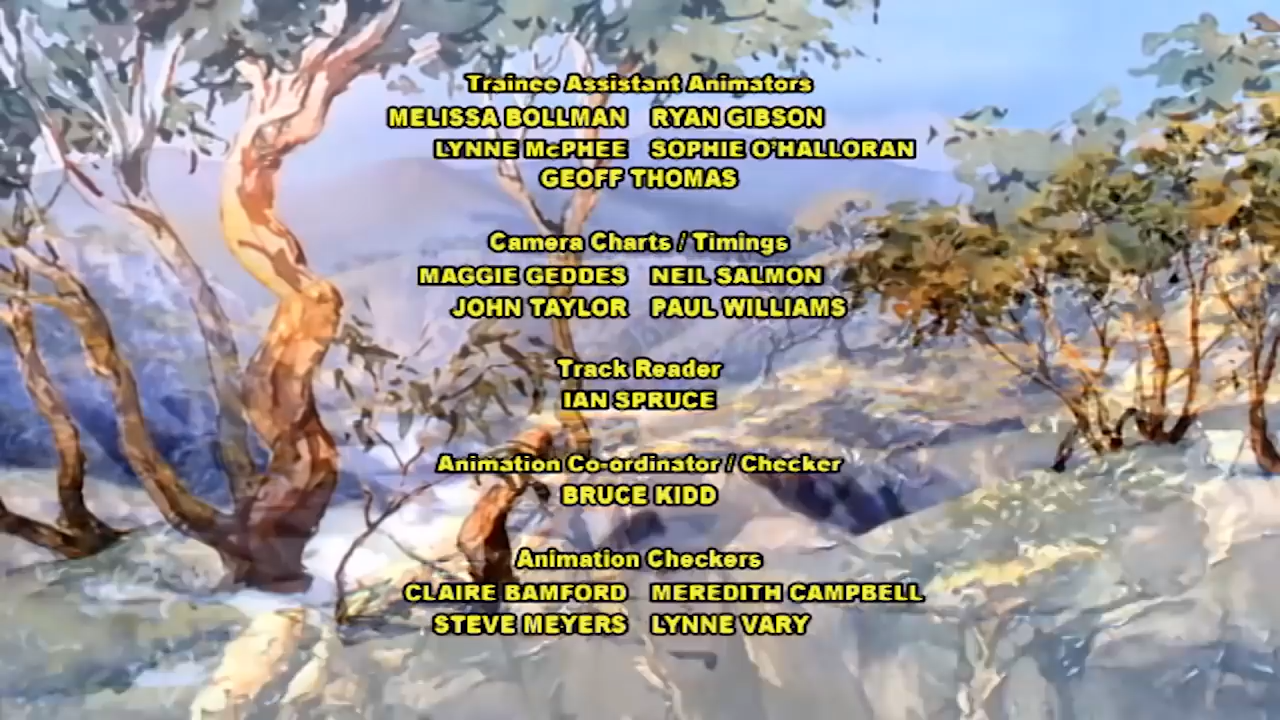 Trainee Assistant Animators
MELISSA BOLLMAN RYAN GIBSON
LYNNE McPHEE SOPHIE O'HALLORAN
GEOFF THOMAS
Camera Charts / Timings
MAGGIE GEDDES NEIL SALMON
JOHN TAYLOR PAUL WILLIAMS
Track Reader
IAN SPRUCE
Animation Co-ordinator / Checker
BRUCE KIDD
Animation Checkers
CLAIRE BAMFORD MEREDITH CAMPBELL
STEVE MEYERS LYNNE VARY